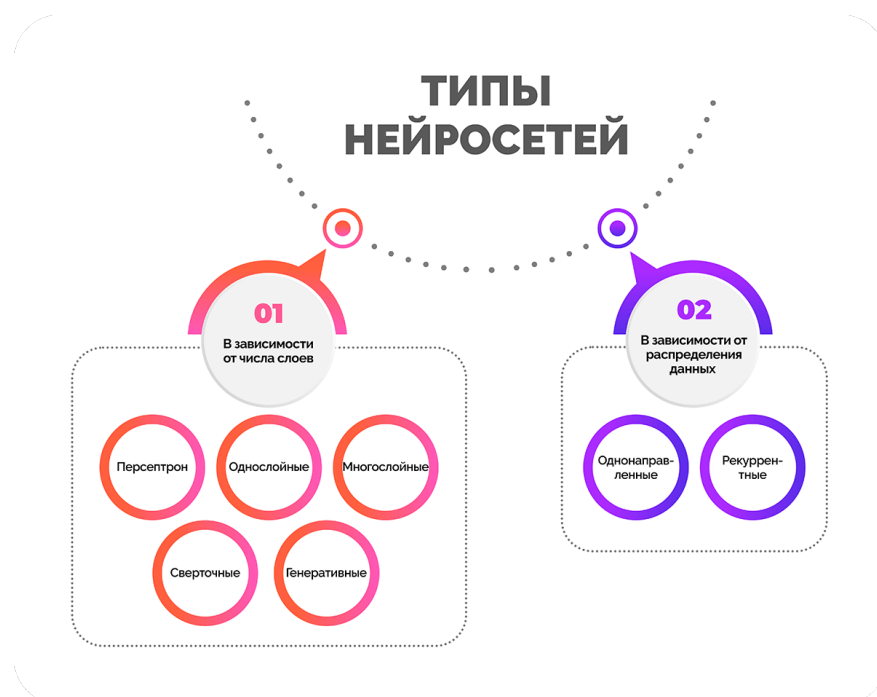 ТИПЫ
НЕЙРОСЕТЕЙ
01
В зависимости
от числа слоев
Персептрон
Однослойные
Многослойные
Сверточные
Генеративные
02
В зависимости от
распределения
данных
Однонаправ-
ленные
Рекуррен-
тные